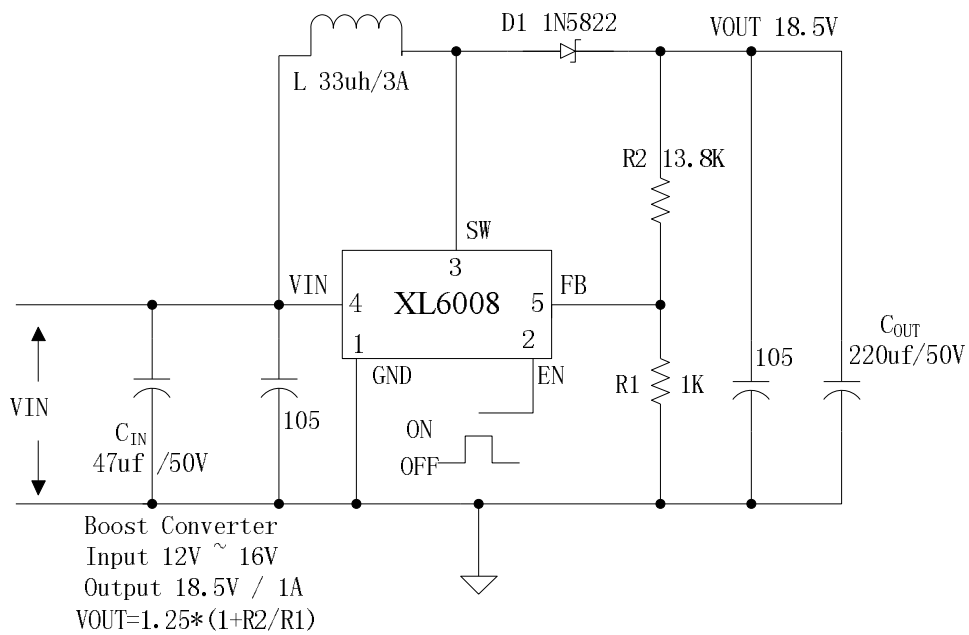 D1 1N5822
VOUT 18.5V
L 33uh/3A
R2 13.8K
SW
3
VIN
4
XL6008
5
FB
1
2
GND
EN
COUT
220uf/50V
105
R1
1K
VIN
CIN
47uf /50V
105
ON
OFF
Boost Converter
Input 12V ~ 16V
Output 18.5V / 1A
VOUT=1.25*(1+R2/R1)